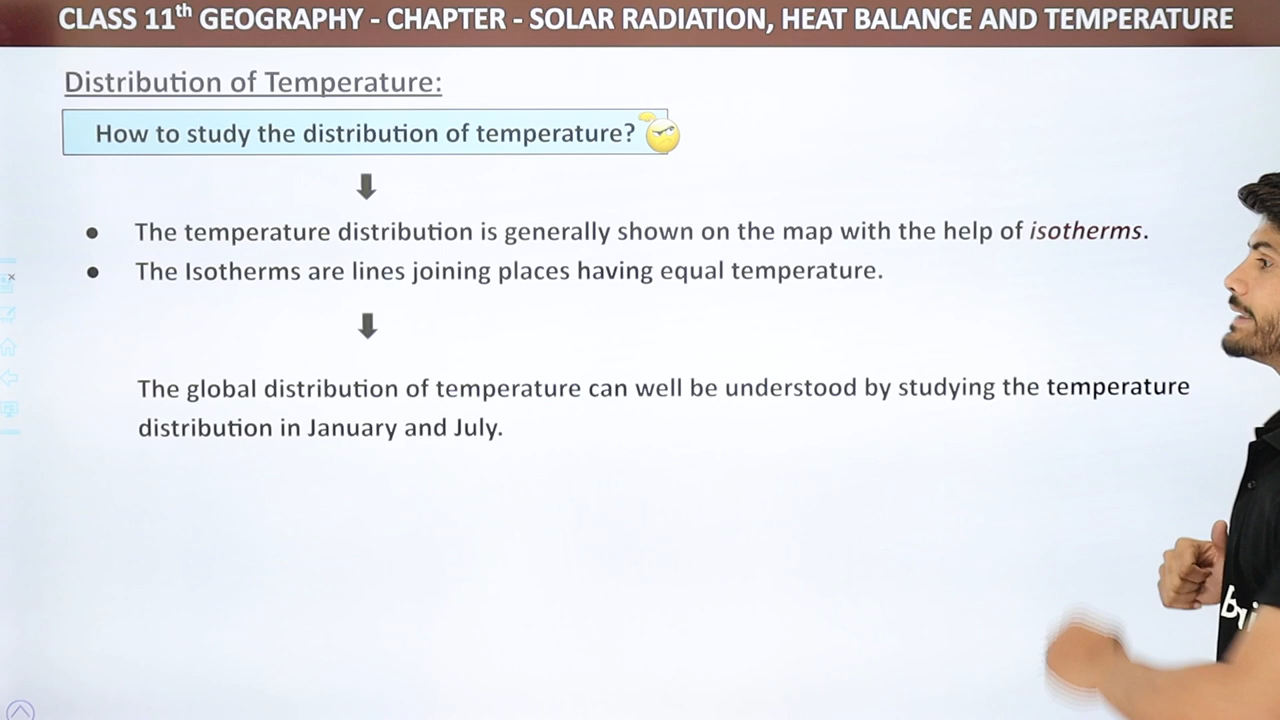 CLASS 11th GEOGRAPHY - CHAPTER - SOLAR RADIATION, HEAT BALANCE AND TEMPERATURE
Distribution of Temperature:
How to study the distribution of temperature?
● The temperature distribution is generally shown on the map with the help of isotherms.
● The Isotherms are lines joining places having equal temperature.
The global distribution of temperature can well be understood by studying the temperature
distribution in January and July.